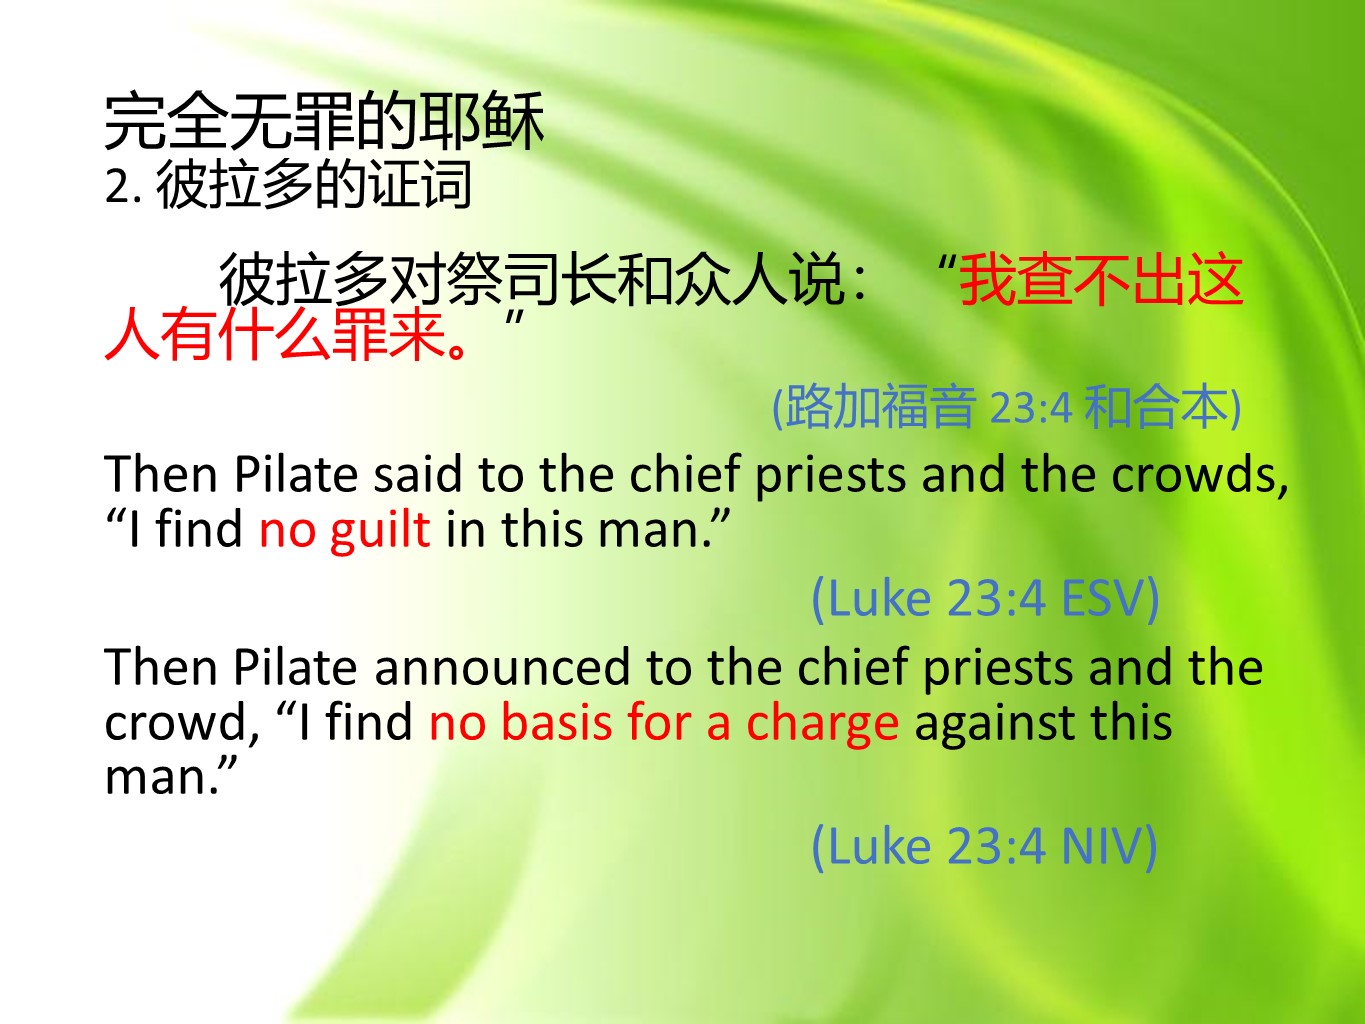 完全无罪的耶稣
2. 彼拉多的证词
彼拉多对祭司长和众人说：“我查不出这
人有什么罪来。”
(路加福音 23:4 和合本)
Then Pilate said to the chief priests and the crowds,
“I find no guilt in this man.”
(Luke 23:4 ESV)
Then Pilate announced to the chief priests and the
crowd, “I find no basis for a charge against this
man.”
(Luke 23:4 NIV)